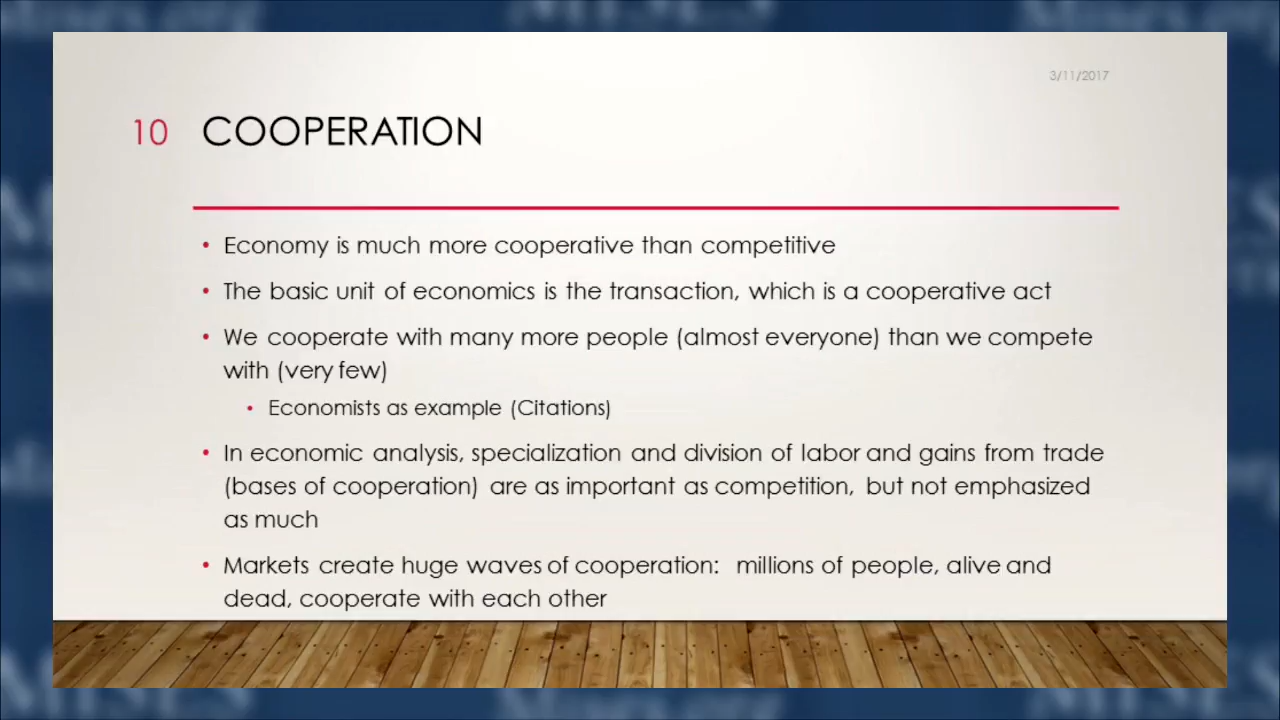 3/11/2017
10 COOPERATION
• Economy is much more cooperative than competitive
• The basic unit of economics is the transaction, which is a cooperative act
• We cooperate with many more people (almost everyone) than we compete
with (very few)
• Economists as example (Citations)
• In economic analysis, specialization and division of labor and gains from trade
(bases of cooperation) are as important as competition, but not emphasized
as much
• Markets create huge waves of cooperation: millions of people, alive and
dead, cooperate with each other